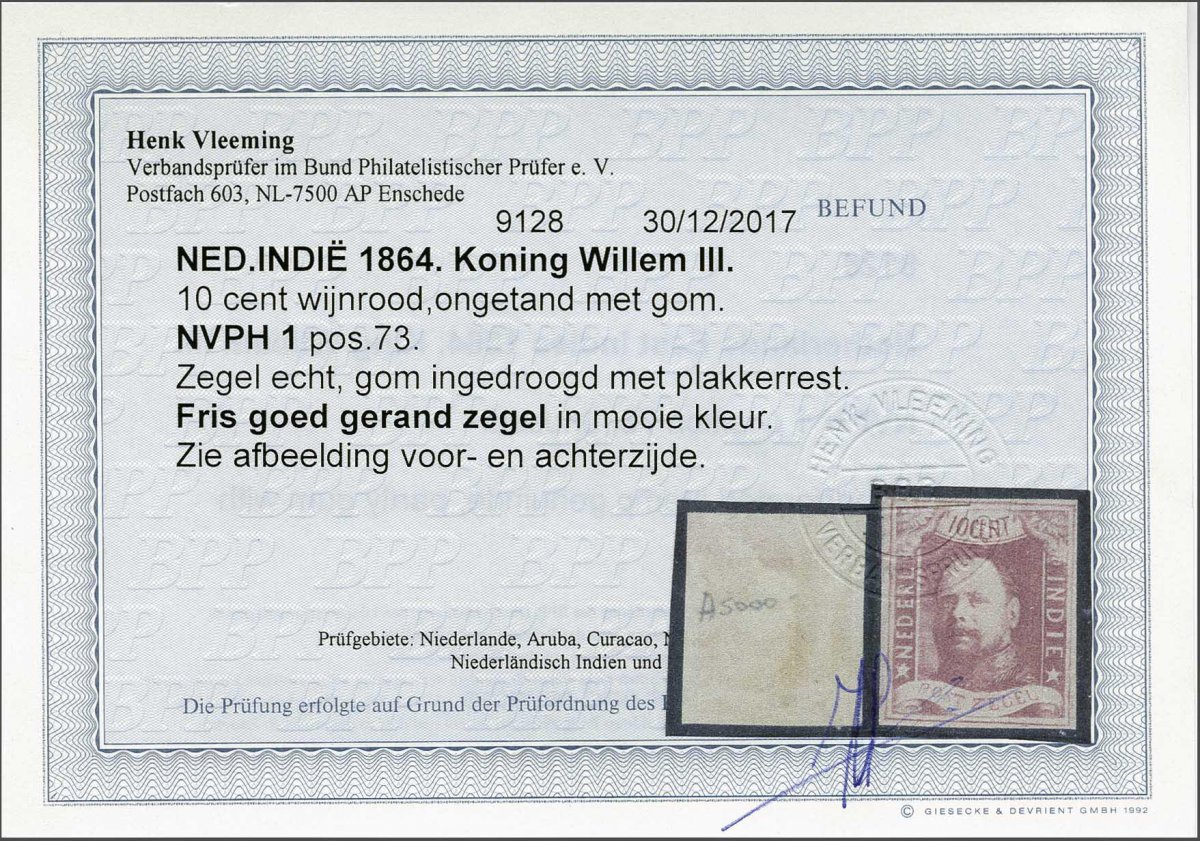 Henk Vleeming
Verbandsprüfer im Bund Philatelistischer Prüfer e. V.
Postfach 603, NL-7500 AP Enschede
9128 30/12/2017 BEFUND
NED.INDIË 1864. Koning Willem III.
10 cent wijnrood,ongetand met gom.
NVPH 1 pos.73.
Zegel echt, gom ingedroogd met plakkerrest.
Fris goed gerand zegel in mooie kleur.
Zie afbeelding voor- en achterzijde.
HENK VLEEMING
10 CENT
NEDERL INDIE
POST ZEGEL
A5000
Prüfgebiete: Niederlande, Aruba, Curacao,
Niederländisch Indien und
Die Prüfung erfolgte auf Grund der Prüfordnung des
© GIESECKE & DEVRIENT GMBH 1992